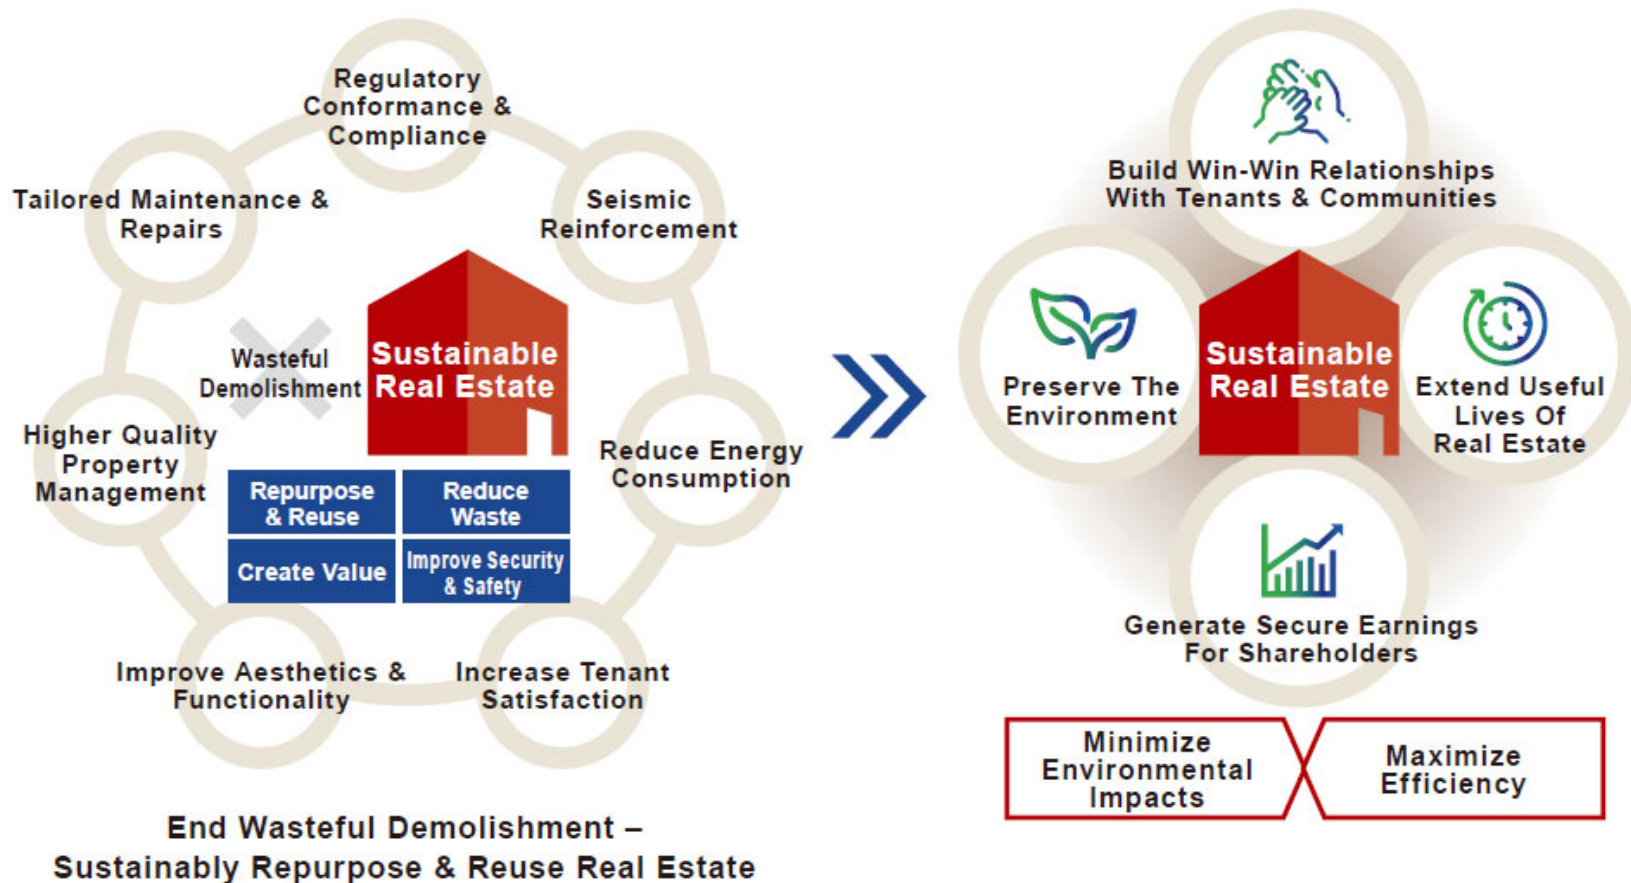 Regulatory
Conformance &
Compliance
Tailored Maintenance &
Repairs
Seismic
Reinforcement
Wasteful
Demolishment
Sustainable
Real Estate
Higher Quality
Property
Management
Reduce Energy
Consumption
Repurpose
& Reuse
Reduce
Waste
Create Value
Improve Security
& Safety
Improve Aesthetics &
Functionality
Increase Tenant
Satisfaction
End Wasteful Demolishment –
Sustainably Repurpose & Reuse Real Estate
Build Win-Win Relationships
With Tenants & Communities
Preserve The
Environment
Sustainable
Real Estate
Extend Useful
Lives Of
Real Estate
Generate Secure Earnings
For Shareholders
Minimize
Environmental
Impacts
Maximize
Efficiency